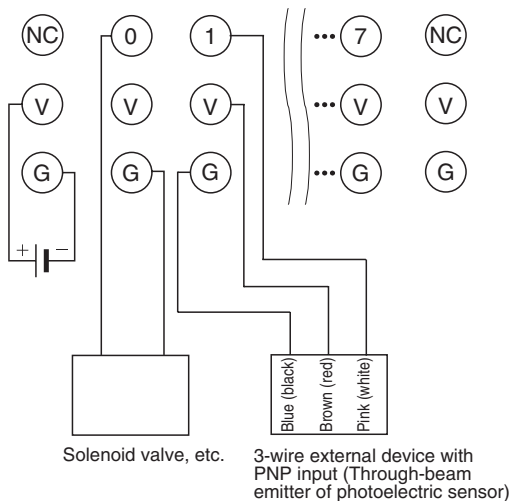 NC 0 1 ••• 7 NC
V V V ••• V V
G G G ••• G G
+ −
Blue (black)
Brown (red)
Pink (white)
Solenoid valve, etc.
3-wire external device with
PNP input (Through-beam
emitter of photoelectric sensor)